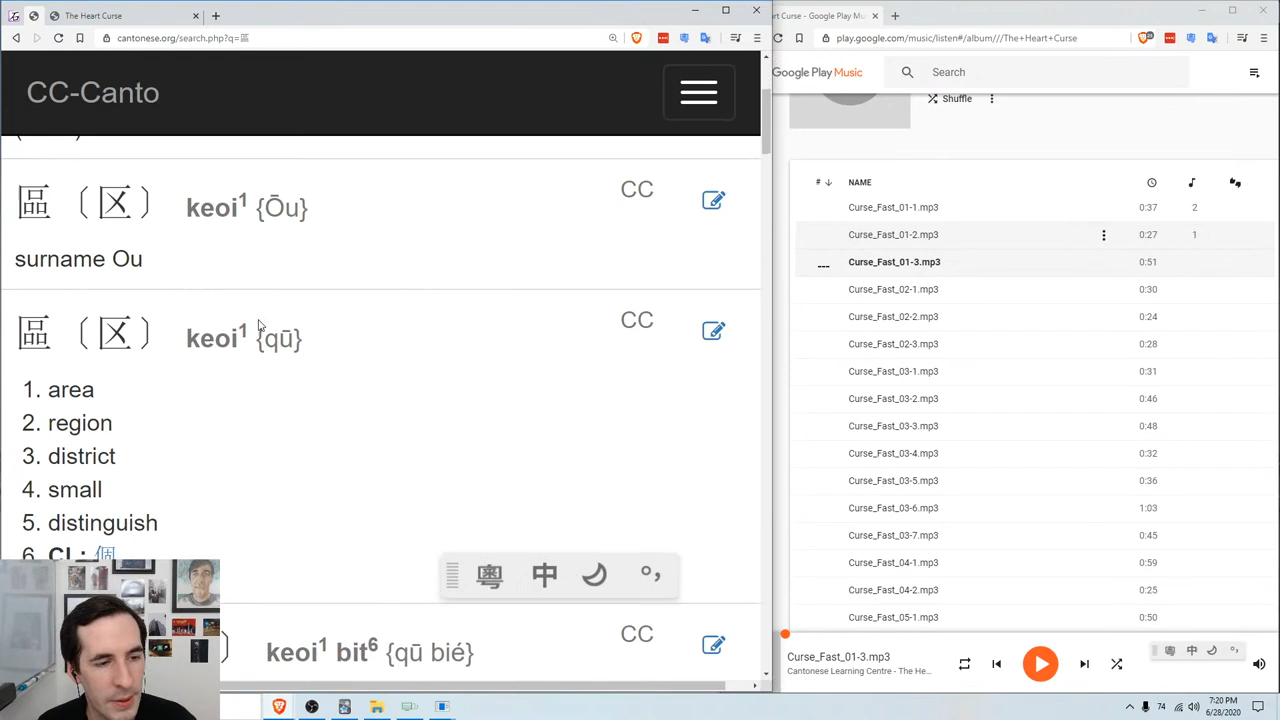 The Heart Curse
rt Curse - Google Play Music
cantonese.org/search.php?q=區
play.google.com/music/listen#/album///The+Heart+Curse
CC-Canto
Google Play Music
Search
Shuffle
區 （区） keoi1 {Ōu} CC
surname Ou
區 （区） keoi1 {qū} CC
1. area
2. region
3. district
4. small
5. distinguish
6. CL: 個
粵 中
keoi1 bit6 {qū bié} CC
# NAME
Curse_Fast_01-1.mp3 0:37 2
Curse_Fast_01-2.mp3 0:27 1
Curse_Fast_01-3.mp3 0:51
Curse_Fast_02-1.mp3 0:30
Curse_Fast_02-2.mp3 0:24
Curse_Fast_02-3.mp3 0:28
Curse_Fast_03-1.mp3 0:31
Curse_Fast_03-2.mp3 0:46
Curse_Fast_03-3.mp3 0:48
Curse_Fast_03-4.mp3 0:32
Curse_Fast_03-5.mp3 0:36
Curse_Fast_03-6.mp3 1:03
Curse_Fast_03-7.mp3 0:45
Curse_Fast_04-1.mp3 0:59
Curse_Fast_04-2.mp3 0:25
Curse_Fast_05-1.mp3 0:50
Curse_Fast_01-3.mp3
Cantonese Learning Centre - The He...
粵 中
74
7:20 PM
6/28/2020